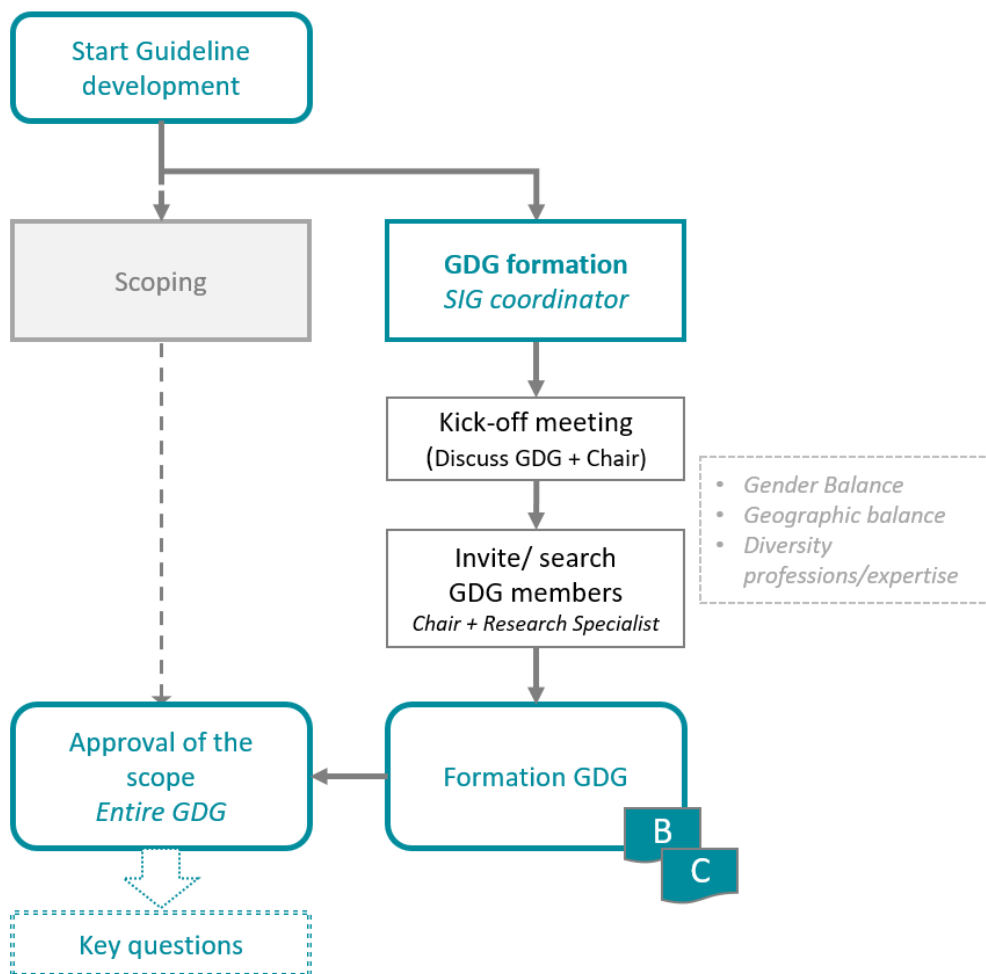 Start Guideline
development
Scoping
GDG formation
SIG coordinator
Kick-off meeting
(Discuss GDG + Chair)
• Gender Balance
• Geographic balance
• Diversity
professions/expertise
Invite/ search
GDG members
Chair + Research Specialist
Approval of the
scope
Entire GDG
Formation GDG
B
C
Key questions